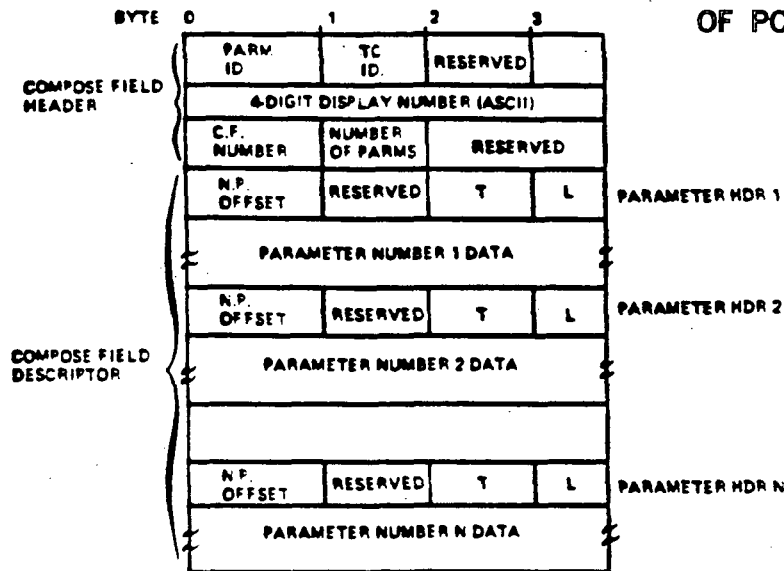 OF PO
BYTE 0 1 2 3
PARM ID TC ID. RESERVED
COMPOSE FIELD HEADER
4-DIGIT DISPLAY NUMBER (ASCII)
C.F. NUMBER NUMBER OF PARMS RESERVED
N.P. OFFSET RESERVED T L PARAMETER HDR 1
PARAMETER NUMBER 1 DATA
N.P. OFFSET RESERVED T L PARAMETER HDR 2
COMPOSE FIELD DESCRIPTOR
PARAMETER NUMBER 2 DATA
N.P. OFFSET RESERVED T L PARAMETER HDR N
PARAMETER NUMBER N DATA